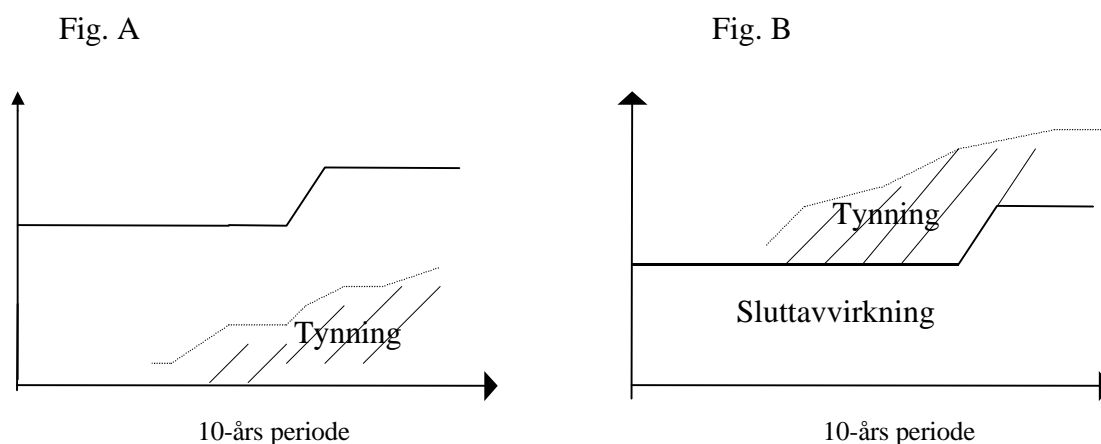 Fig. A
Fig. B
Tynning
Tynning
Sluttavvirkning
10-års periode
10-års periode